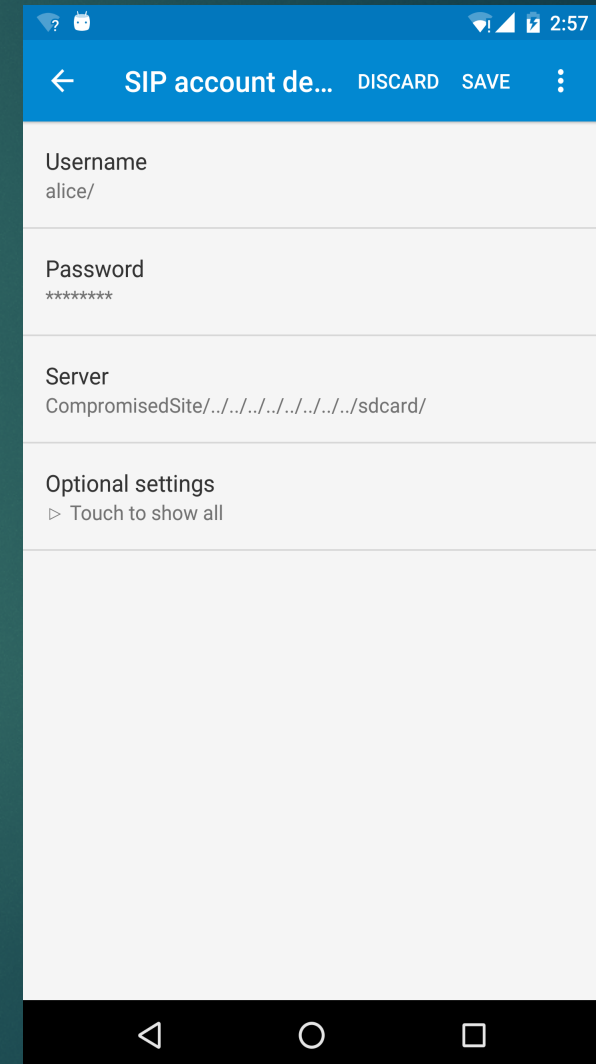 2:57
SIP account de...
DISCARD
SAVE
Username
alice/
Password
********
Server
CompromisedSite/../../../../../../../../sdcard/
Optional settings
▷ Touch to show all